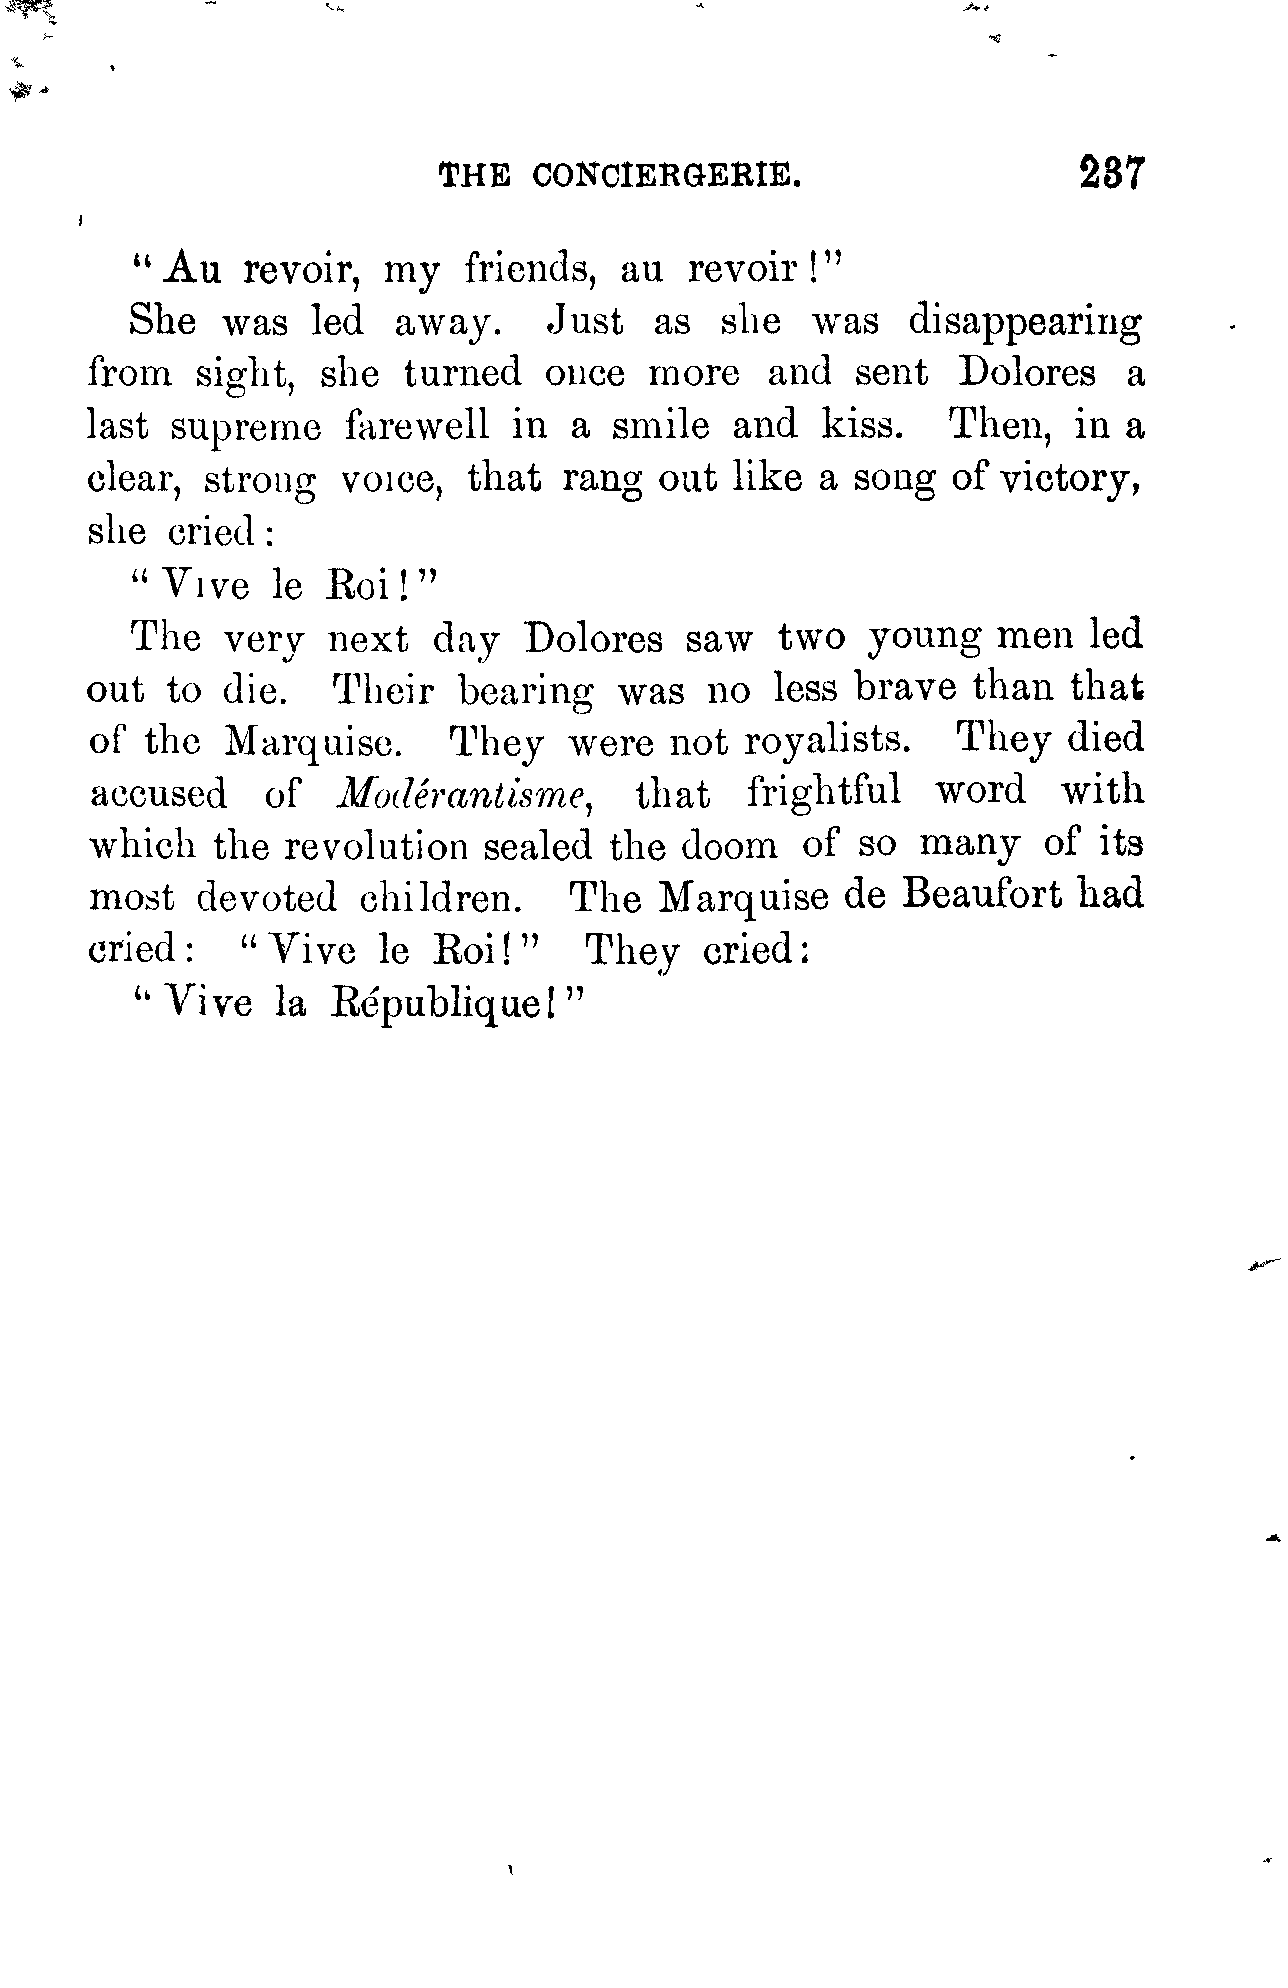 THE CONCIERGERIE. 237
"Au revoir, my friends, au revoir!"
She was led away. Just as she was disappearing
from sight, she turned once more and sent Dolores a
last supreme farewell in a smile and kiss. Then, in a
clear, strong voice, that rang out like a song of victory,
she cried:
"Vive le Roi!"
The very next day Dolores saw two young men led
out to die. Their bearing was no less brave than that
of the Marquise. They were not royalists. They died
accused of Modérantisme, that frightful word with
which the revolution sealed the doom of so many of its
most devoted children. The Marquise de Beaufort had
cried: "Vive le Roi!" They cried:
"Vive la République!"